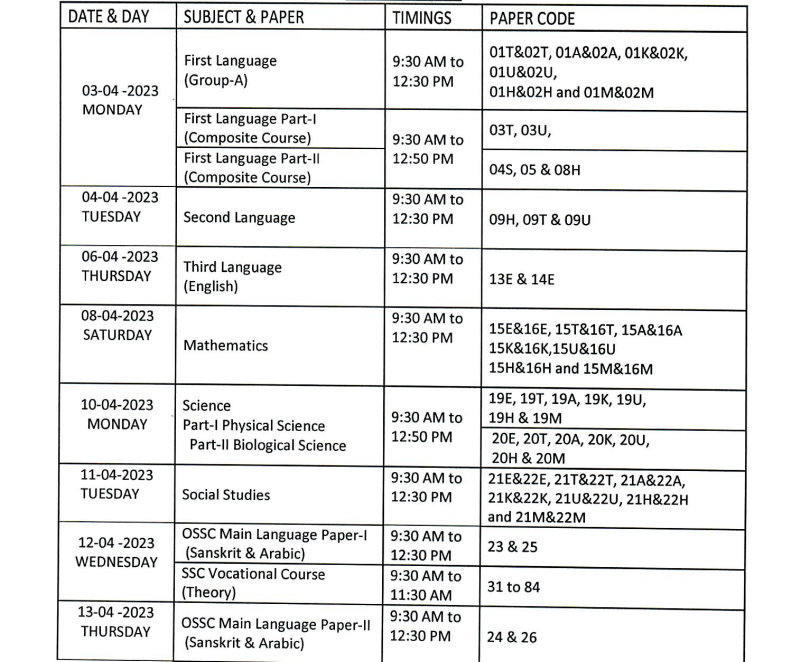 DATE & DAY SUBJECT & PAPER TIMINGS PAPER CODE
03-04 -2023
MONDAY
First Language
(Group-A)
9:30 AM to
12:30 PM
01T&02T, 01A&02A, 01K&02K,
01U&02U,
01H&02H and 01M&02M
First Language Part-I
(Composite Course)
9:30 AM to
12:50 PM
03T, 03U,
First Language Part-II
(Composite Course)
04S, 05 & 08H
04-04 -2023
TUESDAY
Second Language
9:30 AM to
12:30 PM
09H, 09T & 09U
06-04 -2023
THURSDAY
Third Language
(English)
9:30 AM to
12:30 PM
13E & 14E
08-04-2023
SATURDAY
Mathematics
9:30 AM to
12:30 PM
15E&16E, 15T&16T, 15A&16A
15K&16K,15U&16U
15H&16H and 15M&16M
10-04-2023
MONDAY
Science
Part-I Physical Science
Part-II Biological Science
9:30 AM to
12:50 PM
19E, 19T, 19A, 19K, 19U,
19H & 19M
20E, 20T, 20A, 20K, 20U,
20H & 20M
11-04-2023
TUESDAY
Social Studies
9:30 AM to
12:30 PM
21E&22E, 21T&22T, 21A&22A,
21K&22K, 21U&22U, 21H&22H
and 21M&22M
12-04 -2023
WEDNESDAY
OSSC Main Language Paper-I
(Sanskrit & Arabic)
9:30 AM to
12:30 PM
23 & 25
SSC Vocational Course
(Theory)
9:30 AM to
11:30 AM
31 to 84
13-04 -2023
THURSDAY
OSSC Main Language Paper-II
(Sanskrit & Arabic)
9:30 AM to
12:30 PM
24 & 26